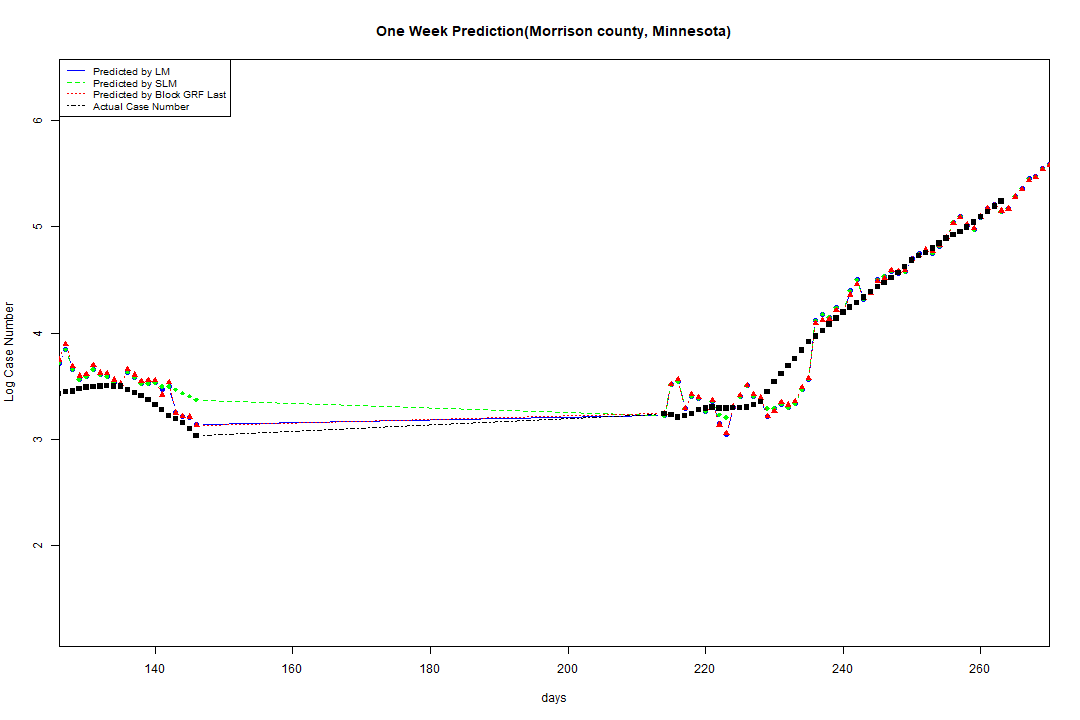 One Week Prediction(Morrison county, Minnesota)
Predicted by LM
Predicted by SLM
Predicted by Block GRF Last
Actual Case Number
6
5
4
3
2
Log Case Number
140 160 180 200 220 240 260
days